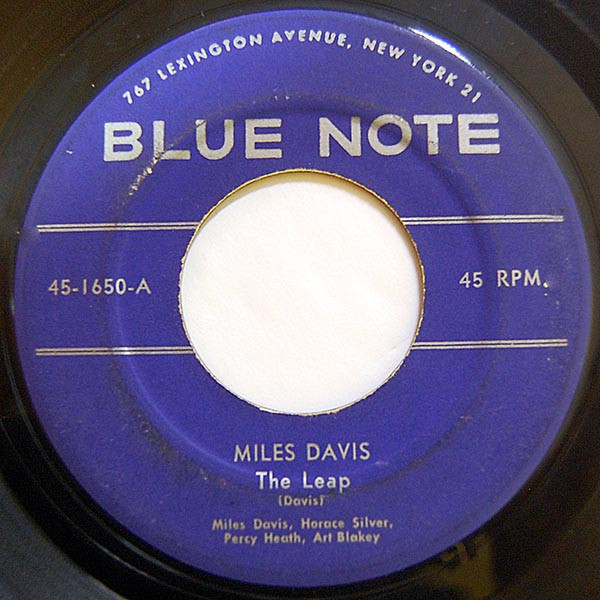 767 LEXINGTON AVENUE, NEW YORK 21
BLUE NOTE
45-1650-A
45 RPM.
MILES DAVIS
The Leap
(Davis)
Miles Davis, Horace Silver,
Percy Heath, Art Blakey